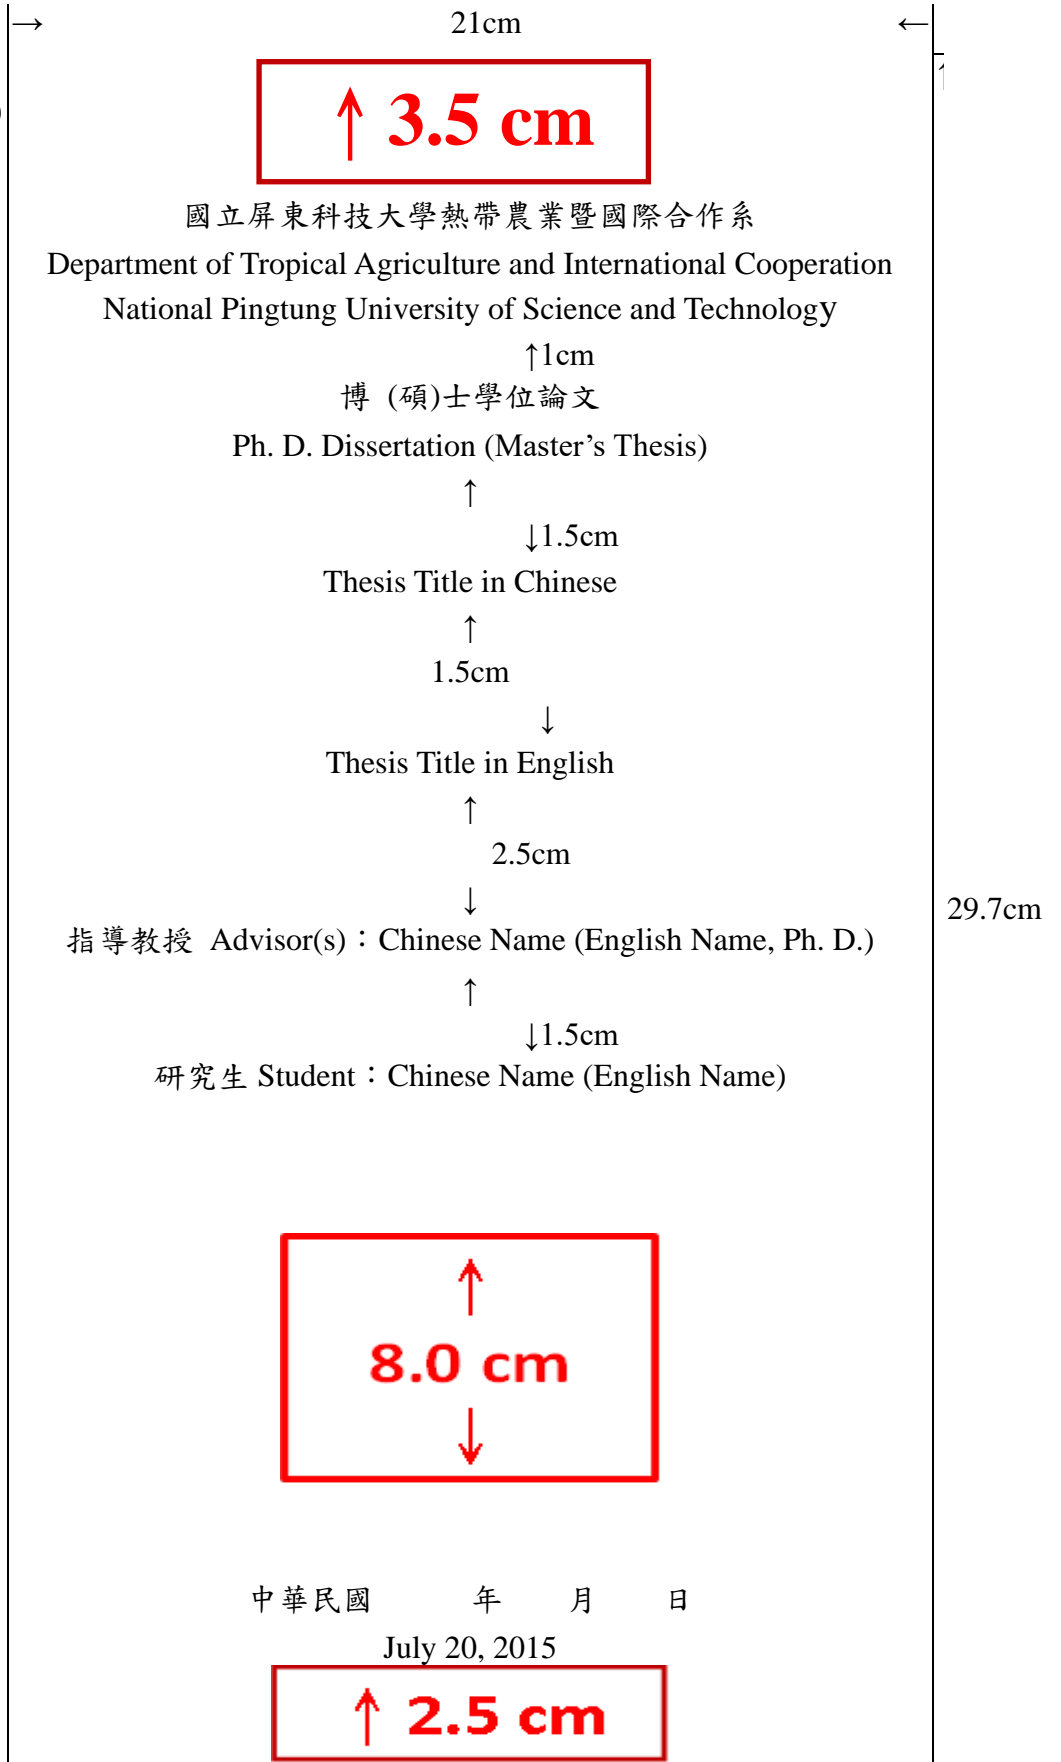 → 21cm ←
↑ 3.5 cm
國立屏東科技大學熱帶農業暨國際合作系
Department of Tropical Agriculture and International Cooperation
National Pingtung University of Science and Technology
↑1cm
博 (碩)士學位論文
Ph. D. Dissertation (Master’s Thesis)
↑
↓1.5cm
Thesis Title in Chinese
↑
1.5cm
↓
Thesis Title in English
↑
2.5cm
↓
29.7cm
指導教授 Advisor(s)：Chinese Name (English Name, Ph. D.)
↑
↓1.5cm
研究生 Student：Chinese Name (English Name)
↑
8.0 cm
↓
中華民國 年 月 日
July 20, 2015
↑ 2.5 cm